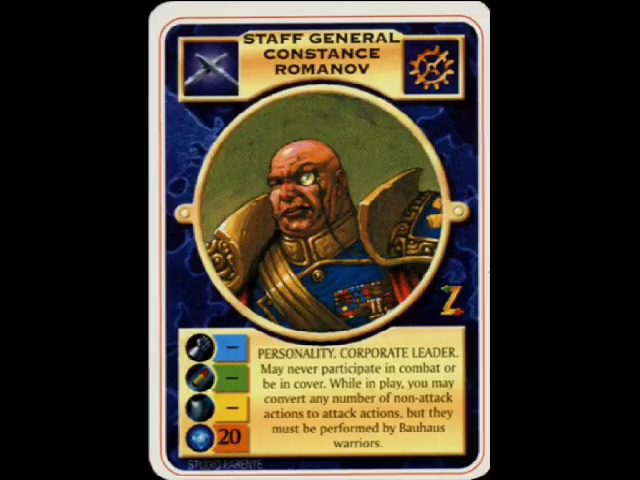 STAFF GENERAL
CONSTANCE
ROMANOV
PERSONALITY. CORPORATE LEADER.
May never participate in combat or
be in cover. While in play, you may
convert any number of non-attack
actions to attack actions, but they
must be performed by Bauhaus
warriors.
–
–
–
20
STUDIO PARENTE